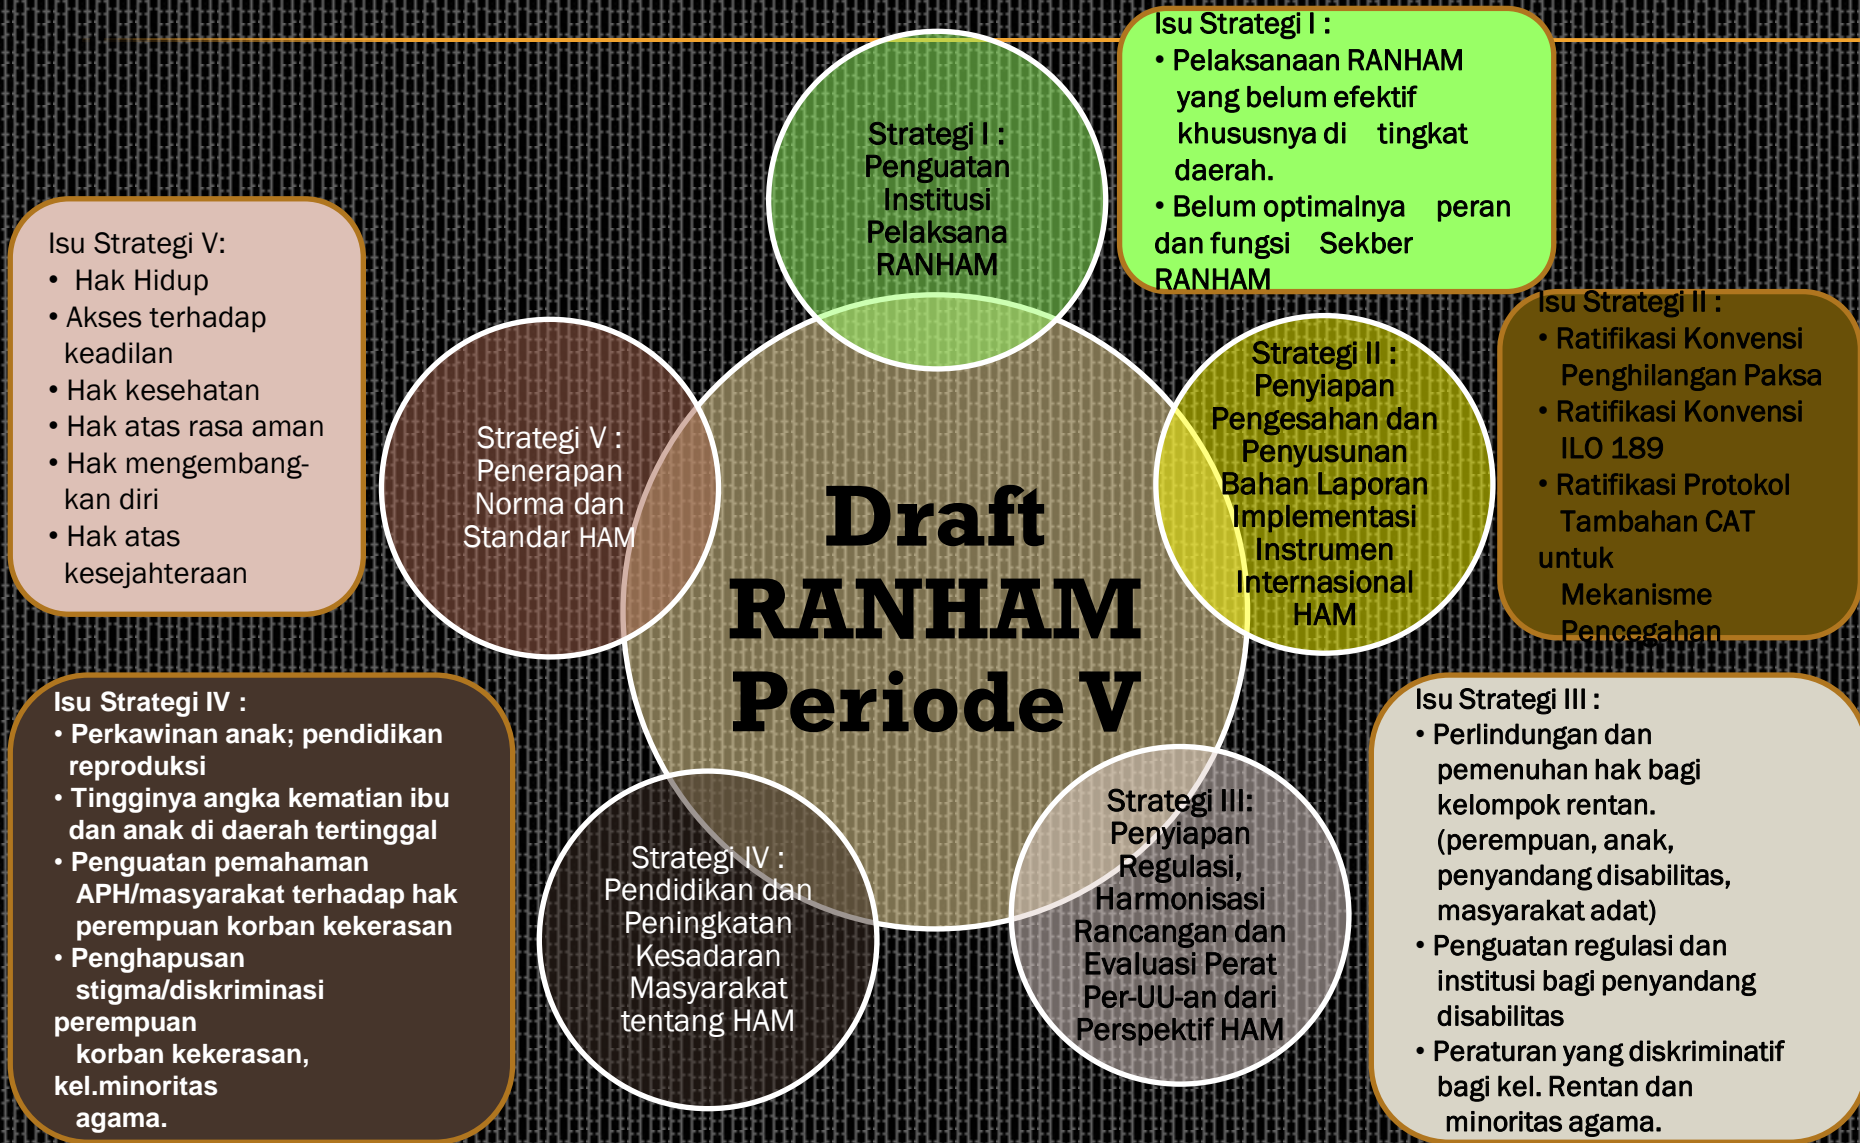 Isu Strategi I :
• Pelaksanaan RANHAM
yang belum efektif
khususnya di tingkat
daerah.
• Belum optimalnya peran
dan fungsi Sekber
RANHAM
Strategi I :
Penguatan
Institusi
Pelaksana
RANHAM
Isu Strategi V:
• Hak Hidup
• Akses terhadap
keadilan
• Hak kesehatan
• Hak atas rasa aman
• Hak mengembang-
kan diri
• Hak atas
kesejahteraan
Strategi V :
Penerapan
Norma dan
Standar HAM
Draft
RANHAM
Periode V
Strategi II :
Penyiapan
Pengesahan dan
Penyusunan
Bahan Laporan
Implementasi
Instrumen
Internasional
HAM
Isu Strategi II :
• Ratifikasi Konvensi
Penghilangan Paksa
• Ratifikasi Konvensi
ILO 189
• Ratifikasi Protokol
Tambahan CAT
untuk
Mekanisme
Pencegahan
Isu Strategi IV :
• Perkawinan anak; pendidikan
reproduksi
• Tingginya angka kematian ibu
dan anak di daerah tertinggal
• Penguatan pemahaman
APH/masyarakat terhadap hak
perempuan korban kekerasan
• Penghapusan
stigma/diskriminasi
perempuan
korban kekerasan,
kel.minoritas
agama.
Strategi IV :
Pendidikan dan
Peningkatan
Kesadaran
Masyarakat
tentang HAM
Strategi III:
Penyiapan
Regulasi,
Harmonisasi
Rancangan dan
Evaluasi Perat
Per-UU-an dari
Perspektif HAM
Isu Strategi III :
• Perlindungan dan
pemenuhan hak bagi
kelompok rentan.
(perempuan, anak,
penyandang disabilitas,
masyarakat adat)
• Penguatan regulasi dan
institusi bagi penyandang
disabilitas
• Peraturan yang diskriminatif
bagi kel. Rentan dan
minoritas agama.